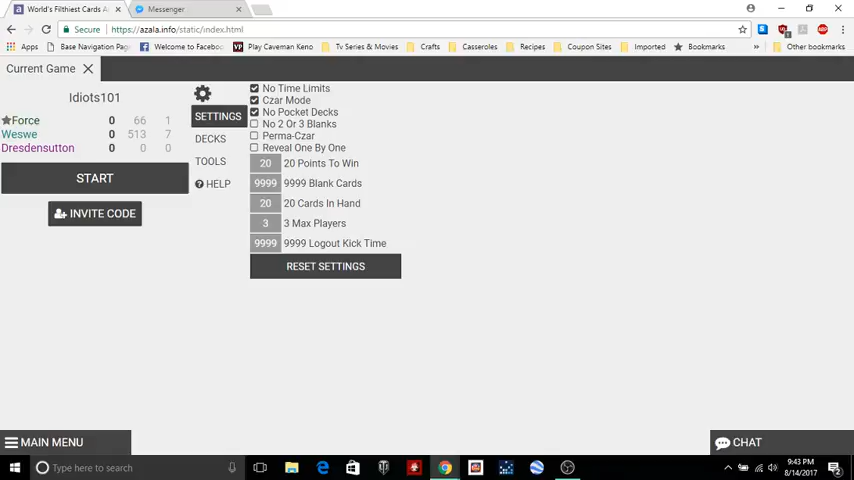 World's Filthiest Cards A
Messenger
Secure
https://azala.info/static/index.html
Apps
Base Navigation Page
Welcome to Facebo
VP
Play Caveman Keno
Tv Series & Movies
Crafts
Casseroles
Recipes
Coupon Sites
Imported
Bookmarks
Other bookmarks
Current Game
Idiots101
Force 0 66 1
Weswe 0 513 7
Dresdensutton 0 0 0
START
INVITE CODE
SETTINGS
DECKS
TOOLS
HELP
No Time Limits
Czar Mode
No Pocket Decks
No 2 Or 3 Blanks
Perma-Czar
Reveal One By One
20 20 Points To Win
9999 9999 Blank Cards
20 20 Cards In Hand
3 3 Max Players
9999 9999 Logout Kick Time
RESET SETTINGS
MAIN MENU
CHAT
Type here to search
9:43 PM
8/14/2017